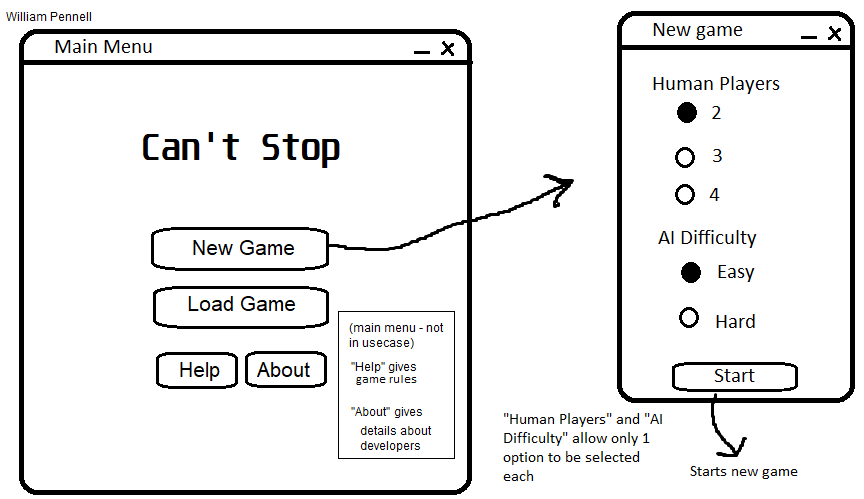 William Pennell
Main Menu
Can't Stop
New Game
Load Game
Help
About
(main menu - not
in usecase)
"Help" gives
game rules
"About" gives
details about
developers
New game
Human Players
2
3
4
AI Difficulty
Easy
Hard
Start
"Human Players" and "AI
Difficulty" allow only 1
option to be selected
each
Starts new game